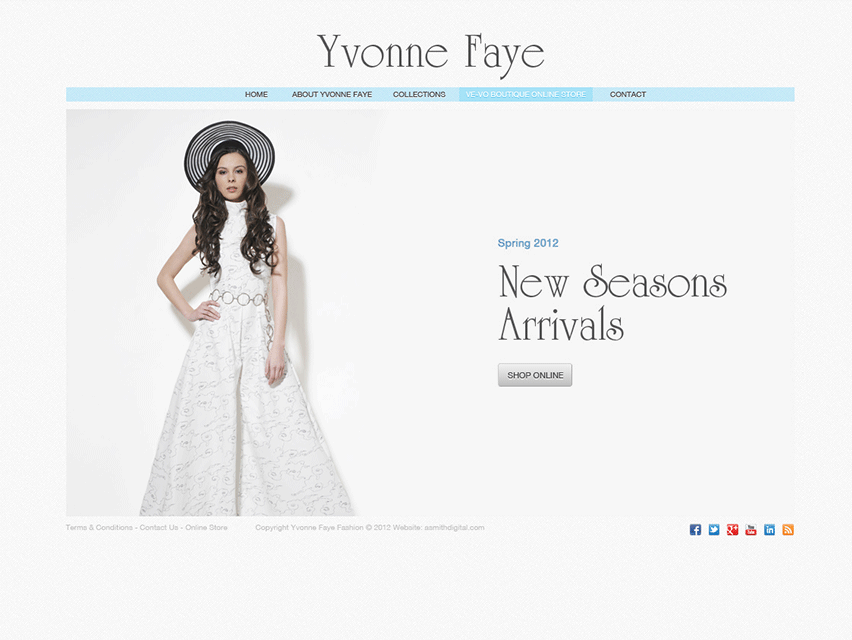 Yvonne Faye
HOME ABOUT YVONNE FAYE COLLECTIONS VE-VO BOUTIQUE ONLINE STORE CONTACT
Spring 2012
New Seasons
Arrivals
SHOP ONLINE
Terms & Conditions - Contact Us - Online Store Copyright Yvonne Faye Fashion © 2012 Website: asmithdigital.com